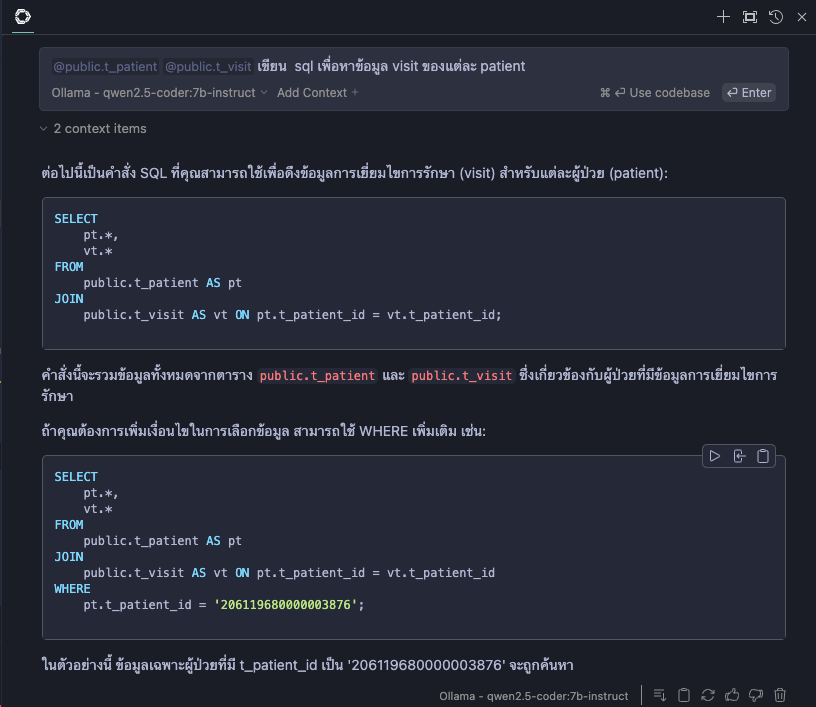 @public.t_patient @public.t_visit เขียน sql เพื่อหาข้อมูล visit ของแต่ละ patient
Ollama - qwen2.5-coder:7b-instruct Add Context + ⌘ ⏎ Use codebase ⏎ Enter
2 context items
ต่อไปนี้เป็นคำสั่ง SQL ที่คุณสามารถใช้เพื่อดึงข้อมูลการเยี่ยมไขการรักษา (visit) สำหรับแต่ละผู้ป่วย (patient):
SELECT
    pt.*,
    vt.*
FROM
    public.t_patient AS pt
JOIN
    public.t_visit AS vt ON pt.t_patient_id = vt.t_patient_id;
คำสั่งนี้จะรวมข้อมูลทั้งหมดจากตาราง public.t_patient และ public.t_visit ซึ่งเกี่ยวข้องกับผู้ป่วยที่มีข้อมูลการเยี่ยมไขการ
รักษา
ถ้าคุณต้องการเพิ่มเงื่อนไขในการเลือกข้อมูล สามารถใช้ WHERE เพิ่มเติม เช่น:
SELECT
    pt.*,
    vt.*
FROM
    public.t_patient AS pt
JOIN
    public.t_visit AS vt ON pt.t_patient_id = vt.t_patient_id
WHERE
    pt.t_patient_id = '206119680000003876';
ในตัวอย่างนี้ ข้อมูลเฉพาะผู้ป่วยที่มี t_patient_id เป็น '206119680000003876' จะถูกค้นหา
Ollama - qwen2.5-coder:7b-instruct